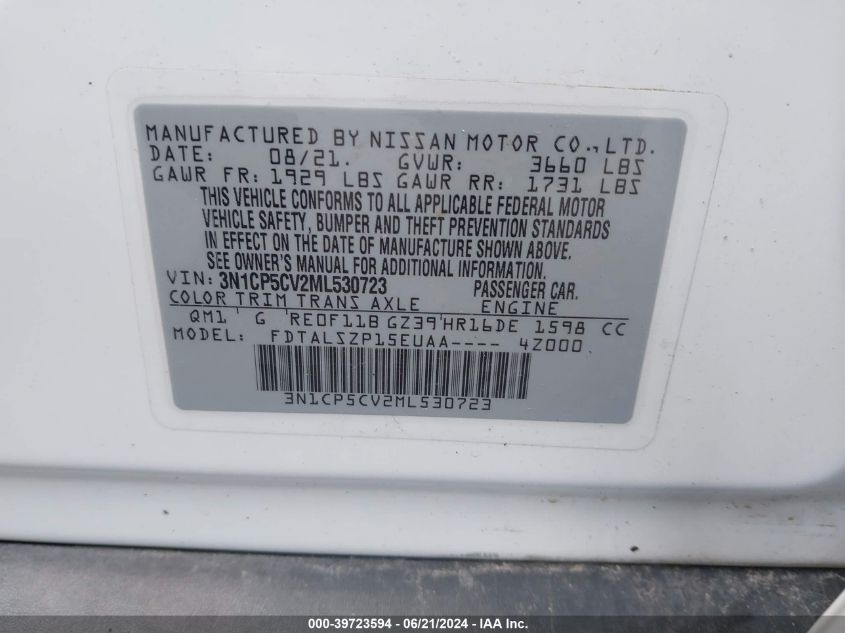 MANUFACTURED BY NISSAN MOTOR CO., LTD.
DATE: 08/21. GVWR: 3660 LBS
GAWR FR: 1929 LBS GAWR RR: 1731 LBS
THIS VEHICLE CONFORMS TO ALL APPLICABLE FEDERAL MOTOR
VEHICLE SAFETY, BUMPER AND THEFT PREVENTION STANDARDS
IN EFFECT ON THE DATE OF MANUFACTURE SHOWN ABOVE.
SEE OWNER'S MANUAL FOR ADDITIONAL INFORMATION.
VIN: 3N1CP5CV2ML530723 PASSENGER CAR.
COLOR TRIM TRANS AXLE ENGINE
QM1 G RE0F11B GZ39 HR16DE 1598 CC
MODEL: FDTALSZP15EUAA---- 4Z000
3N1CP5CV2ML530723
000-39723594 - 06/21/2024 - IAA Inc.